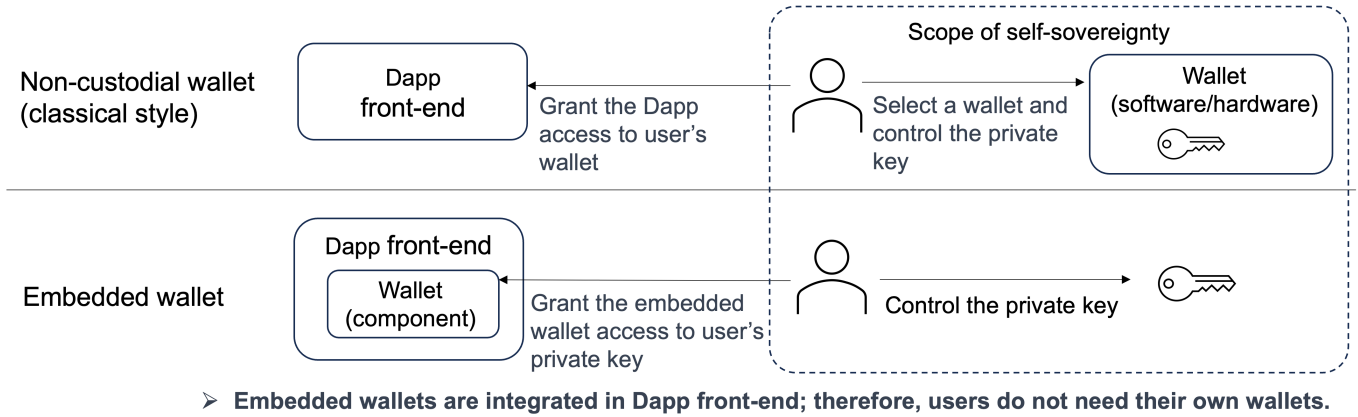 Scope of self-sovereignty
Non-custodial wallet
(classical style)
Dapp
front-end
Grant the Dapp
access to user's
wallet
Select a wallet and
control the private
key
Wallet
(software/hardware)
Embedded wallet
Dapp front-end
Wallet
(component)
Grant the embedded
wallet access to user's
private key
Control the private key
➢ Embedded wallets are integrated in Dapp front-end; therefore, users do not need their own wallets.